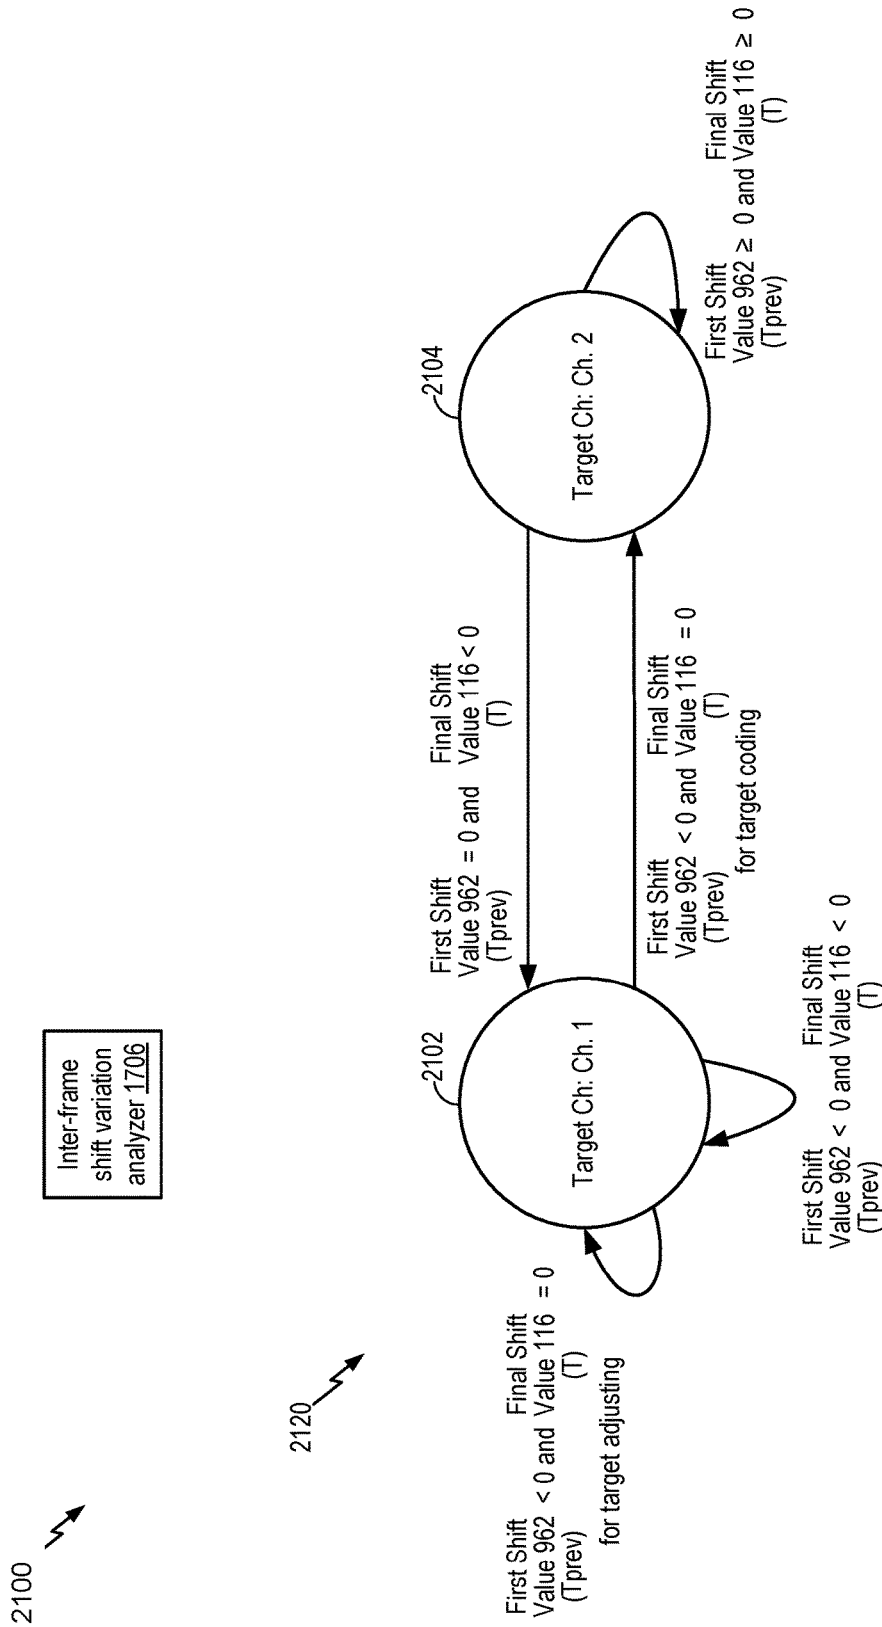 2100
Inter-frame
shift variation
analyzer 1706
2120
2102
Target Ch: Ch. 1
2104
Target Ch: Ch. 2
First Shift
Value 962 = 0 and
(Tprev)
Final Shift
Value 116 < 0
(T)
First Shift
Value 962 < 0 and
(Tprev)
Final Shift
Value 116 = 0
(T)
for target coding
First Shift
Value 962 < 0 and
(Tprev)
Final Shift
Value 116 = 0
(T)
for target adjusting
First Shift
Value 962 < 0 and
(Tprev)
Final Shift
Value 116 < 0
(T)
First Shift
Value 962 ≥ 0 and
(Tprev)
Final Shift
Value 116 ≥ 0
(T)